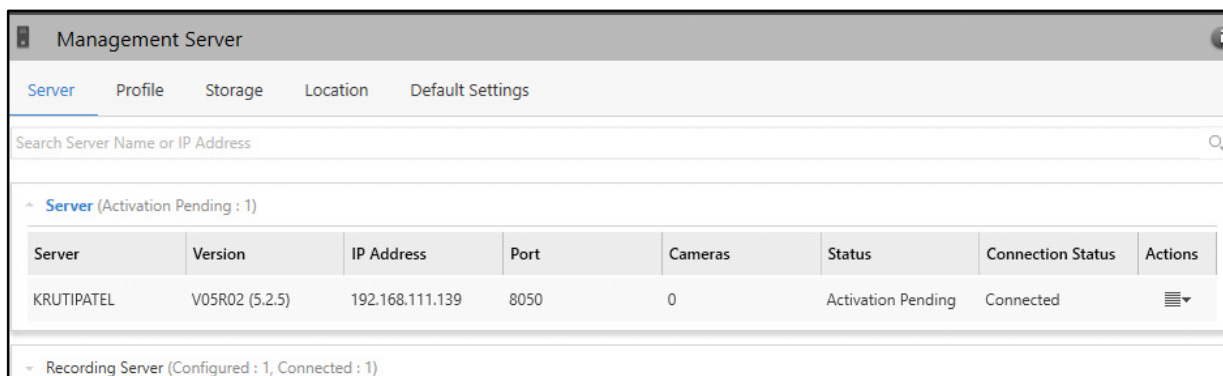 Management Server
Server Profile Storage Location Default Settings
Search Server Name or IP Address
Server (Activation Pending : 1)
Server Version IP Address Port Cameras Status Connection Status Actions
KRUTIPATEL V05R02 (5.2.5) 192.168.111.139 8050 0 Activation Pending Connected
Recording Server (Configured : 1, Connected : 1)